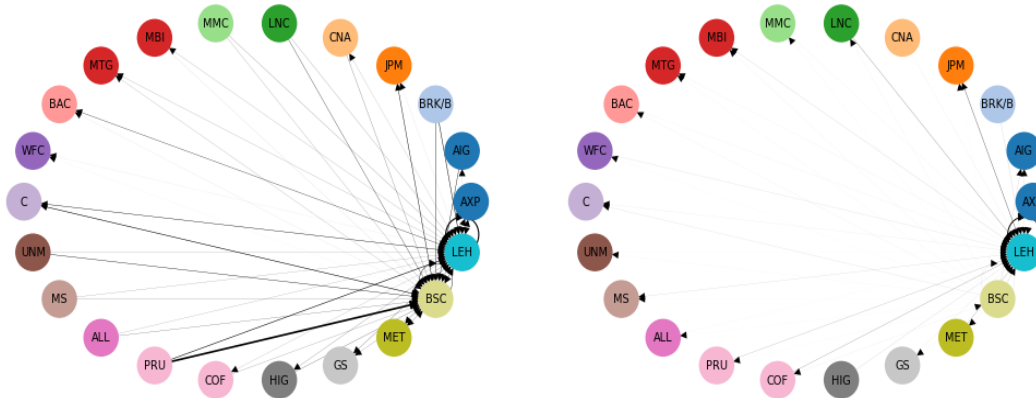 MMC
LNC
MBI
CNA
MTG
JPM
BAC
BRK/B
WFC
AIG
C
AXP
UNM
LEH
MS
BSC
ALL
MET
PRU
GS
COF
HIG
MMC
LNC
MBI
CNA
MTG
JPM
BAC
BRK/B
WFC
AIG
C
AX
UNM
LEH
MS
BSC
ALL
MET
PRU
GS
COF
HIG